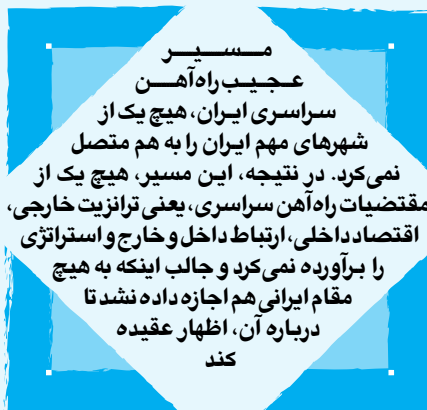 مسیر
عجیب راه‌آهن
سراسری ایران، هیچ یک از
شهرهای مهم ایران را به هم متصل
نمی‌کرد. در نتیجه، این مسیر، هیچ یک از
مقتضیات راه‌آهن سراسری، یعنی ترانزیت خارجی،
اقتصاد داخلی، ارتباط داخل و خارج و استراتژی
را برآورده نمی‌کرد و جالب اینکه به هیچ
مقام ایرانی هم اجازه داده نشد تا
درباره آن، اظهار عقیده
کند